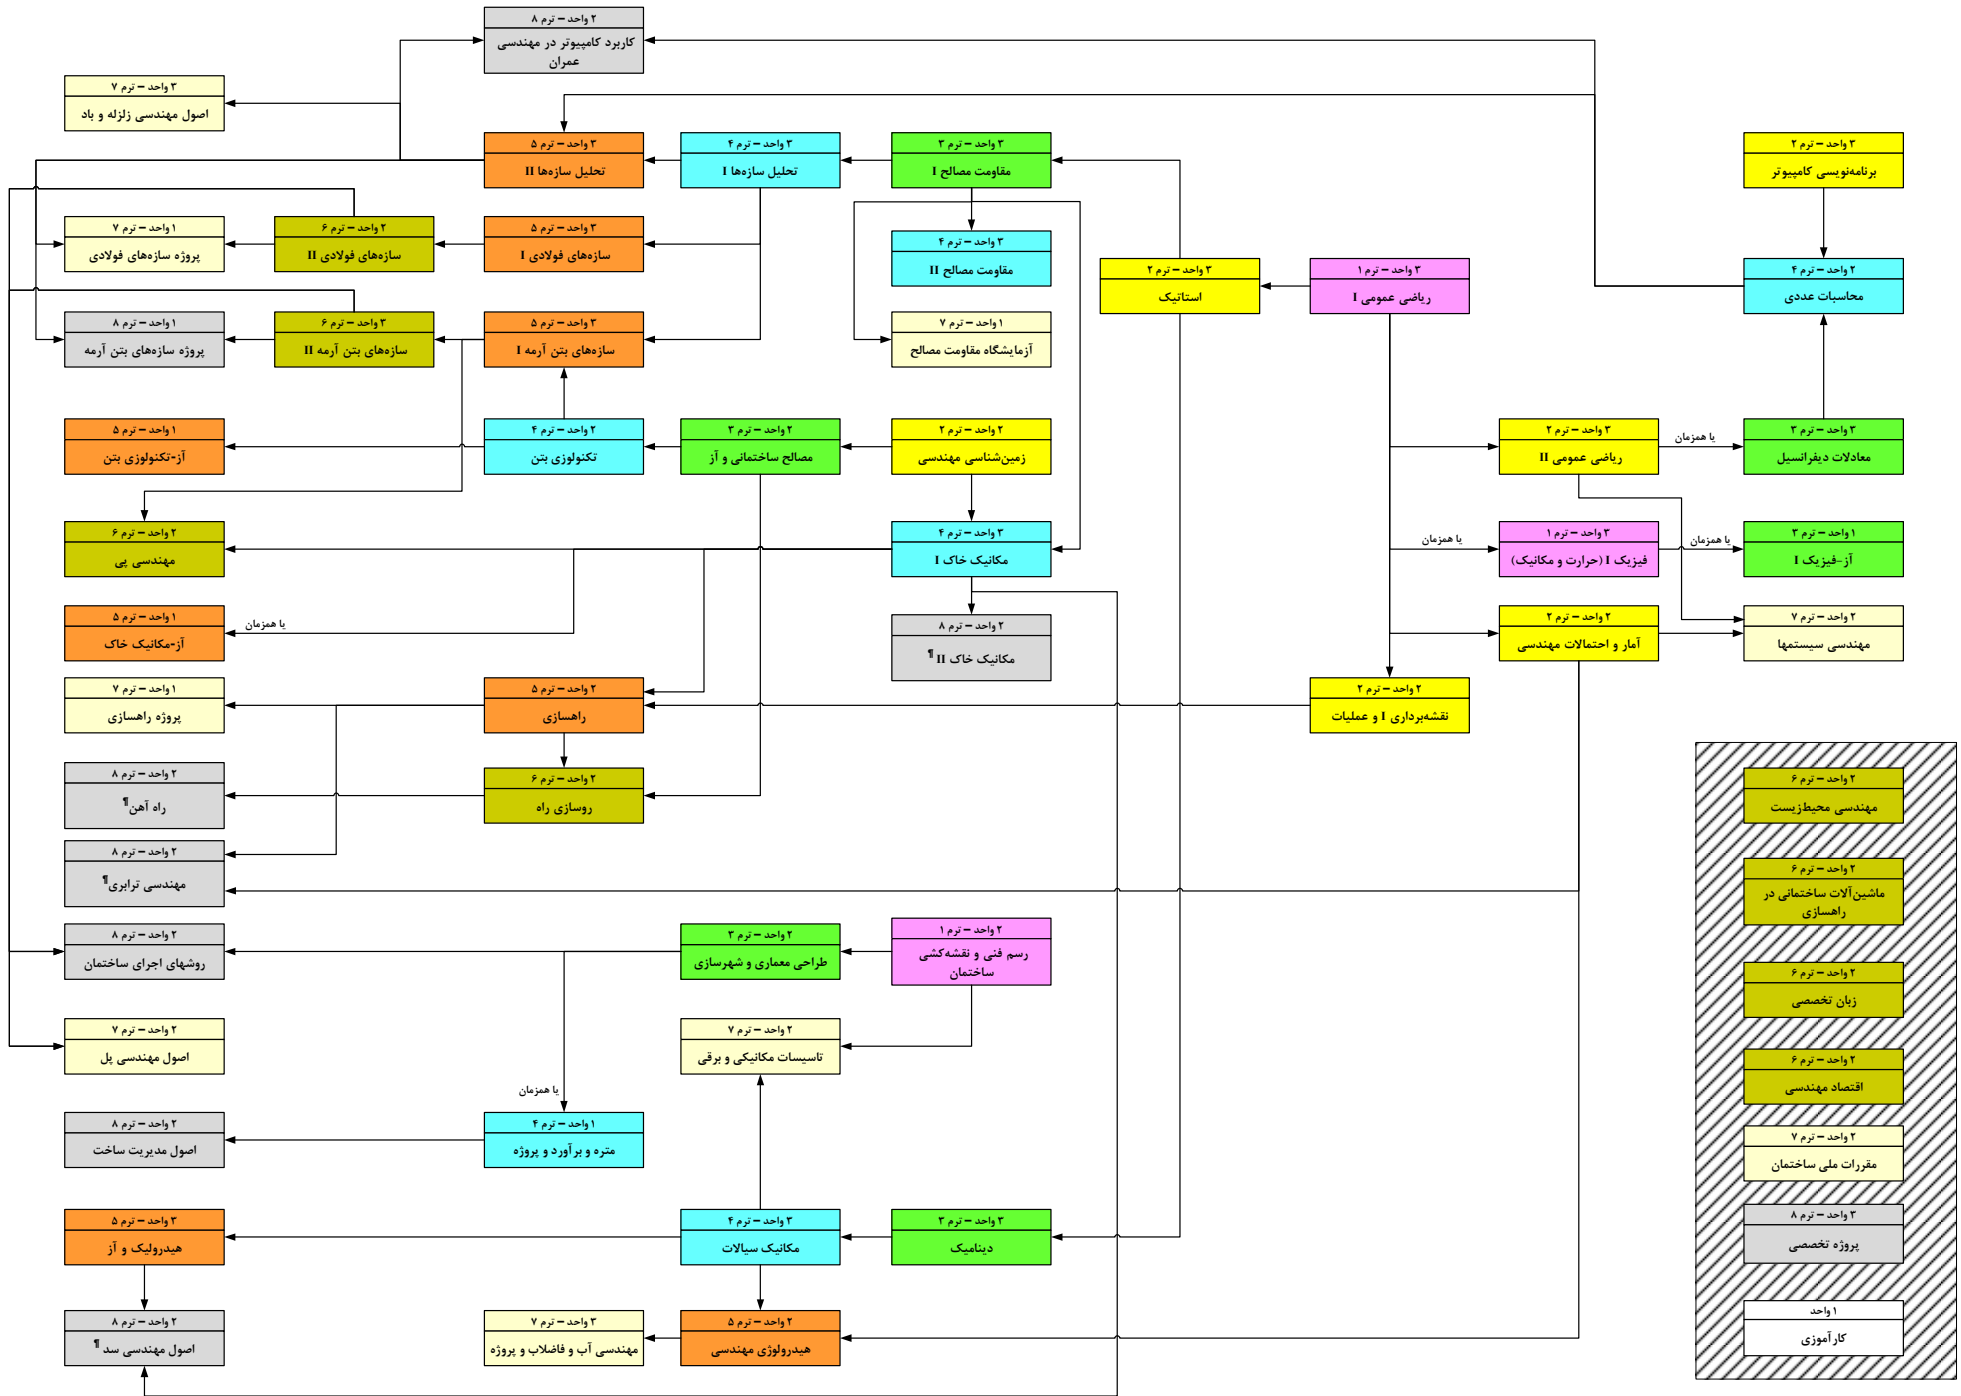 ۲ واحد – ترم ۸
کاربرد کامپیوتر در مهندسی
عمران
۳ واحد – ترم ۷
اصول مهندسی زلزله و باد
۳ واحد – ترم ۲
برنامه‌نویسی کامپیوتر
۳ واحد – ترم ۳
مقاومت مصالح I
۳ واحد – ترم ۴
تحلیل سازه‌ها I
۳ واحد – ترم ۵
تحلیل سازه‌ها II
۳ واحد – ترم ۴
مقاومت مصالح II
۳ واحد – ترم ۵
سازه‌های فولادی I
۲ واحد – ترم ۶
سازه‌های فولادی II
۱ واحد – ترم ۷
پروژه سازه‌های فولادی
۲ واحد – ترم ۴
محاسبات عددی
۳ واحد – ترم ۱
ریاضی عمومی I
۳ واحد – ترم ۲
استاتیک
۱ واحد – ترم ۷
آزمایشگاه مقاومت مصالح
۳ واحد – ترم ۵
سازه‌های بتن آرمه I
۳ واحد – ترم ۶
سازه‌های بتن آرمه II
۱ واحد – ترم ۸
پروژه سازه‌های بتن آرمه
۳ واحد – ترم ۳
معادلات دیفرانسیل
یا همزمان
۳ واحد – ترم ۲
ریاضی عمومی II
۲ واحد – ترم ۲
زمین‌شناسی مهندسی
۲ واحد – ترم ۳
مصالح ساختمانی و آز
۲ واحد – ترم ۴
تکنولوزی بتن
۱ واحد – ترم ۵
آز-تکنولوزی بتن
۱ واحد – ترم ۳
آز-فیزیک I
یا همزمان
۳ واحد – ترم ۱
فیزیک I (حرارت و مکانیک)
یا همزمان
۳ واحد – ترم ۴
مکانیک خاک I
۲ واحد – ترم ۶
مهندسی پی
۲ واحد – ترم ۷
مهندسی سیستمها
۲ واحد – ترم ۲
آمار و احتمالات مهندسی
۲ واحد – ترم ۸
مکانیک خاک II ¶
یا همزمان
۱ واحد – ترم ۵
آز-مکانیک خاک
۲ واحد – ترم ۲
نقشه‌برداری I و عملیات
۲ واحد – ترم ۵
راهسازی
۱ واحد – ترم ۷
پروژه راهسازی
۲ واحد – ترم ۶
روسازی راه
۲ واحد – ترم ۸
راه آهن¶
۲ واحد – ترم ۸
مهندسی ترابری¶
۲ واحد – ترم ۱
رسم فنی و نقشه‌کشی
ساختمان
۲ واحد – ترم ۳
طراحی معماری و شهرسازی
۲ واحد – ترم ۸
روشهای اجرای ساختمان
۲ واحد – ترم ۷
تاسیسات مکانیکی و برقی
۲ واحد – ترم ۷
اصول مهندسی پل
یا همزمان
۱ واحد – ترم ۴
متره و برآورد و پروژه
۲ واحد – ترم ۸
اصول مدیریت ساخت
۳ واحد – ترم ۳
دینامیک
۳ واحد – ترم ۴
مکانیک سیالات
۳ واحد – ترم ۵
هیدرولیک و آز
۲ واحد – ترم ۵
هیدرولوژی مهندسی
۳ واحد – ترم ۷
مهندسی آب و فاضلاب و پروژه
۲ واحد – ترم ۸
اصول مهندسی سد ¶
۲ واحد – ترم ۶
مهندسی محیط‌زیست
۲ واحد – ترم ۶
ماشین‌آلات ساختمانی در
راهسازی
۲ واحد – ترم ۶
زبان تخصصی
۲ واحد – ترم ۶
اقتصاد مهندسی
۲ واحد – ترم ۷
مقررات ملی ساختمان
۳ واحد – ترم ۸
پروژه تخصصی
۱ واحد
کارآموزی